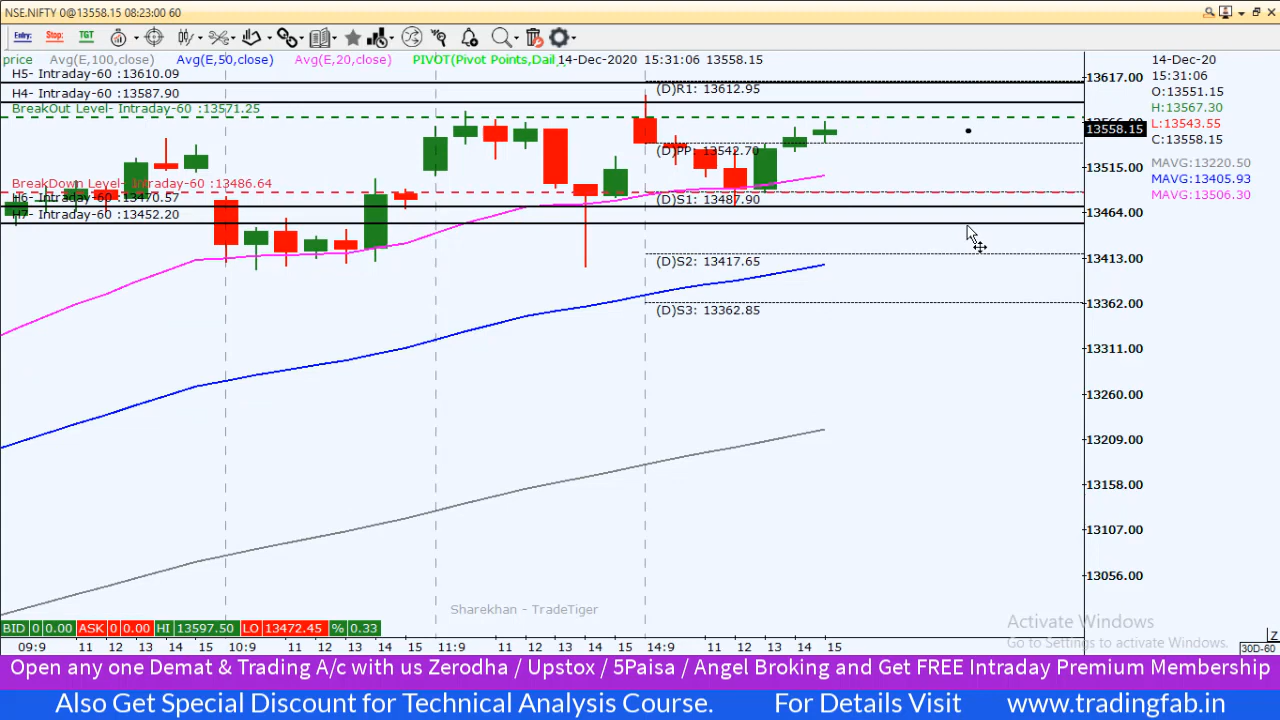 NSE.NIFTY 0@13558.15 08:23:00 60
Entry: Stop: TGT
price Avg(E,100,close) Avg(E,50,close) Avg(E,20,close) PIVOT(Pivot Points,Dail, 14-Dec-2020 15:31:06 13558.15
H5- Intraday-60 :13610.09
H4- Intraday-60 :13587.90
BreakOut Level- Intraday-60 :13571.25
BreakDown Level- Intraday-60 :13486.64
H6- Intraday-60 :13470.57
H7- Intraday-60 :13452.20
(D)R1: 13612.95
(D)PP: 13542.70
(D)S1: 13487.90
(D)S2: 13417.65
(D)S3: 13362.85
13617.00
13558.15
13515.00
13464.00
13413.00
13362.00
13311.00
13260.00
13209.00
13158.00
13107.00
13056.00
14-Dec-20
15:31:06
O:13551.15
H:13567.30
L:13543.55
C:13558.15
MAVG:13220.50
MAVG:13405.93
MAVG:13506.30
Sharekhan - TradeTiger
Activate Windows
Go to Settings to activate Windows.
BID 0 0.00 ASK 0 0.00 HI 13597.50 LO 13472.45 % 0.33
09:9 11 12 13 14 15 10:9 11 12 13 14 15 11:9 11 12 13 14 15 14:9 11 12 13 14 15
Z
30D-60
Open any one Demat & Trading A/c with us Zerodha / Upstox / 5Paisa / Angel Broking and Get FREE Intraday Premium Membership
Also Get Special Discount for Technical Analysis Course. For Details Visit www.tradingfab.in